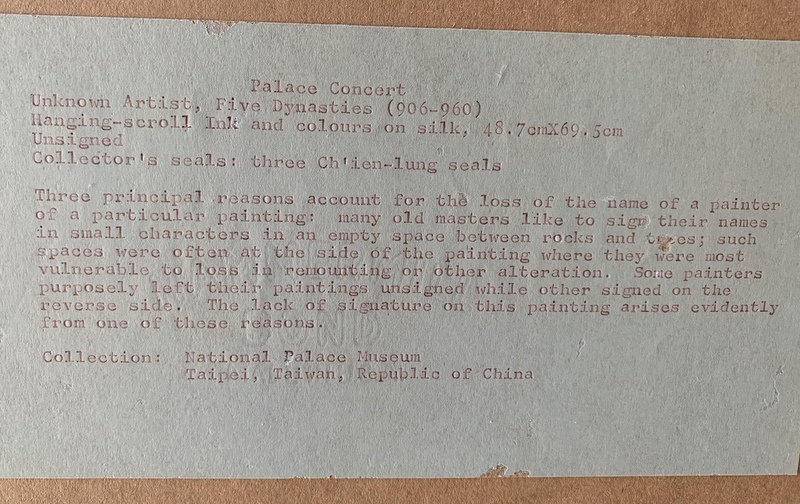 Palace Concert
Unknown Artist, Five Dynasties (906-960)
Hanging-scroll Ink and colours on silk, 48.7cmX69.5cm
Unsigned
Collector's seals: three Ch'ien-lung seals
Three principal reasons account for the loss of the name of a painter
of a particular painting: many old masters like to sign their names
in small characters in an empty space between rocks and trees; such
spaces were often at the side of the painting where they were most
vulnerable to loss in remounting or other alteration. Some painters
purposely left their paintings unsigned while other signed on the
reverse side. The lack of signature on this painting arises evidently
from one of these reasons.
BOND
Collection: National Palace Museum
Taipei, Taiwan, Republic of China